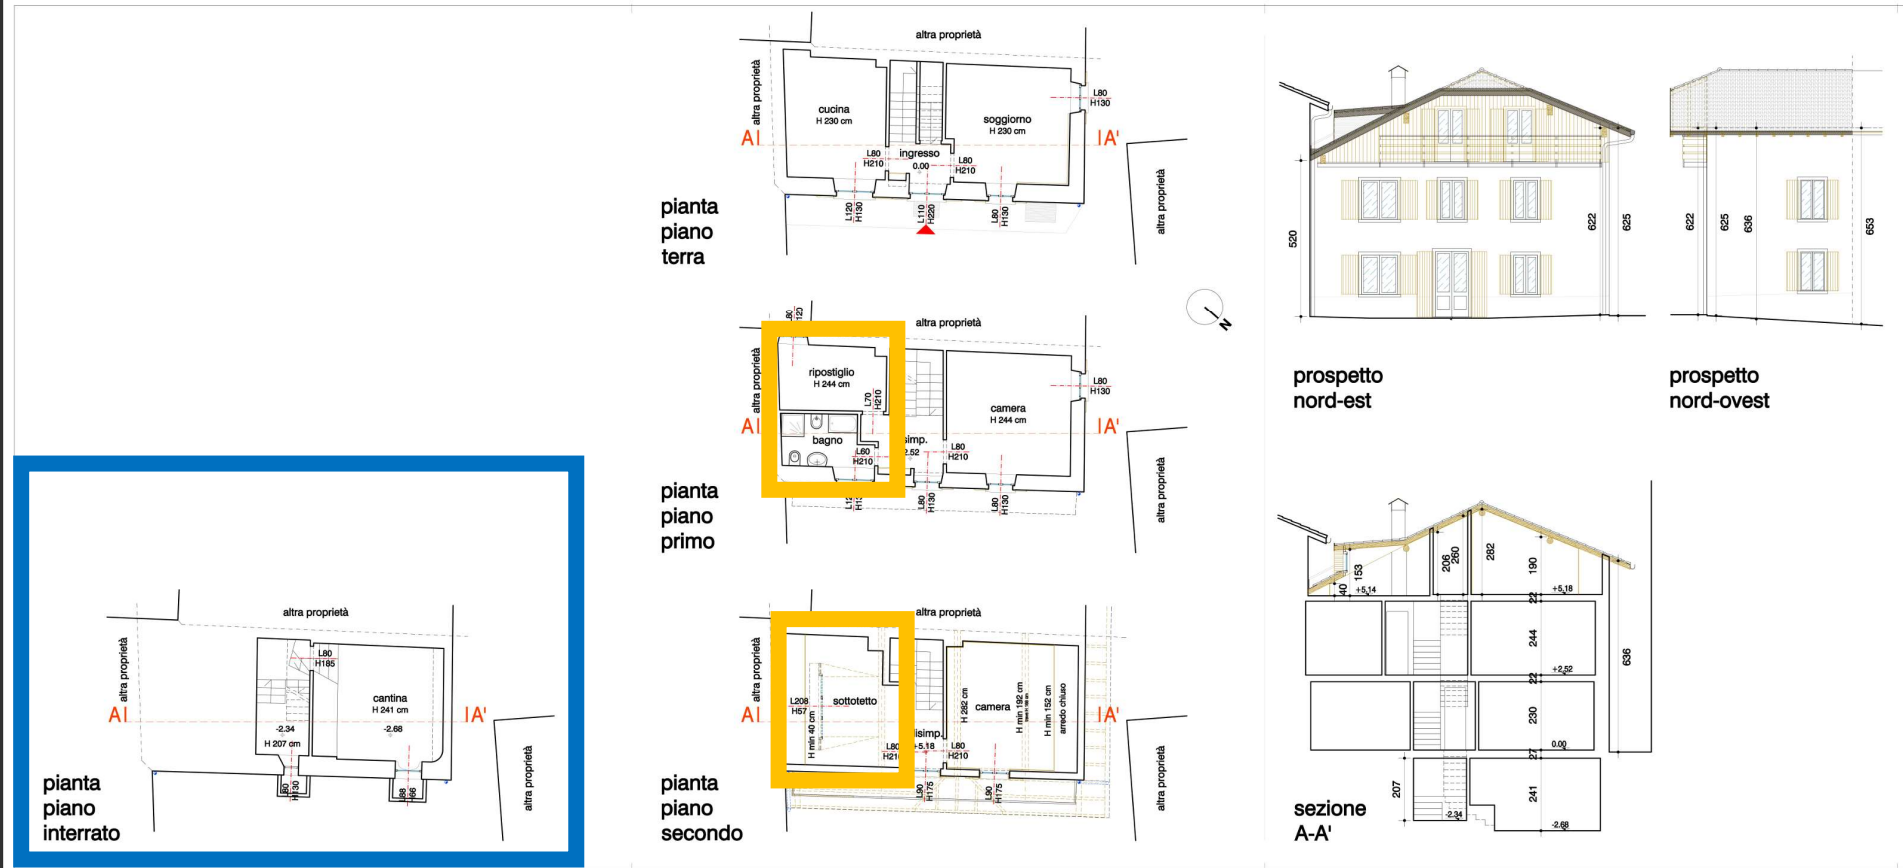 altra proprietà
altra proprietà
cucina
H 230 cm
soggiorno
H 230 cm
L80
H130
A I
I A'
ingresso
0.00
L80
H210
L80
H210
L120
H130
L110
H220
L80
H130
altra proprietà
pianta
piano
terra
N
altra proprietà
altra proprietà
ripostiglio
H 244 cm
L70
H210
camera
H 244 cm
L80
H130
A I
I A'
bagno
L60
H210
L80
H210
L80
H130
L80
H130
altra proprietà
pianta
piano
primo
altra proprietà
altra proprietà
sottotetto
L208
H57
H min 40 cm
camera
H 282 cm
H min 192 cm
H min 152 cm
arredo chiuso
A I
I A'
+5.18
L80
H210
L90
H175
L90
H175
altra proprietà
pianta
piano
secondo
altra proprietà
altra proprietà
L80
H185
cantina
H 241 cm
A I
I A'
-2.34
-2.68
H 207 cm
H130
altra proprietà
pianta
piano
interrato
520
622
625
prospetto
nord-est
622
625
636
653
prospetto
nord-ovest
40
153
+5.14
206
260
282
190
+5.18
22
244
+2.52
22
230
0.00
27
207
-2.34
241
-2.68
636
sezione
A-A'